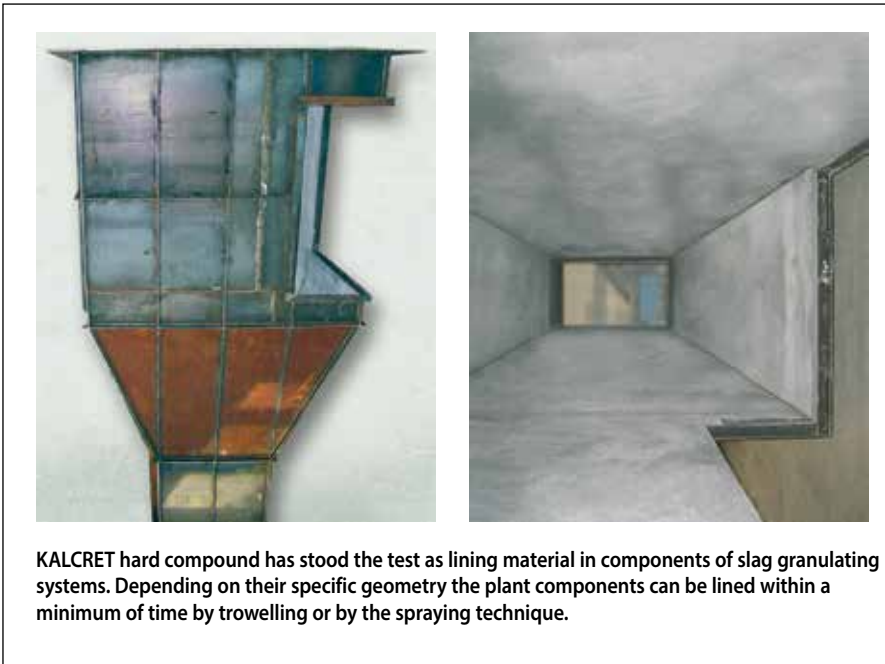 KALCRET hard compound has stood the test as lining material in components of slag granulating
systems. Depending on their specific geometry the plant components can be lined within a
minimum of time by trowelling or by the spraying technique.